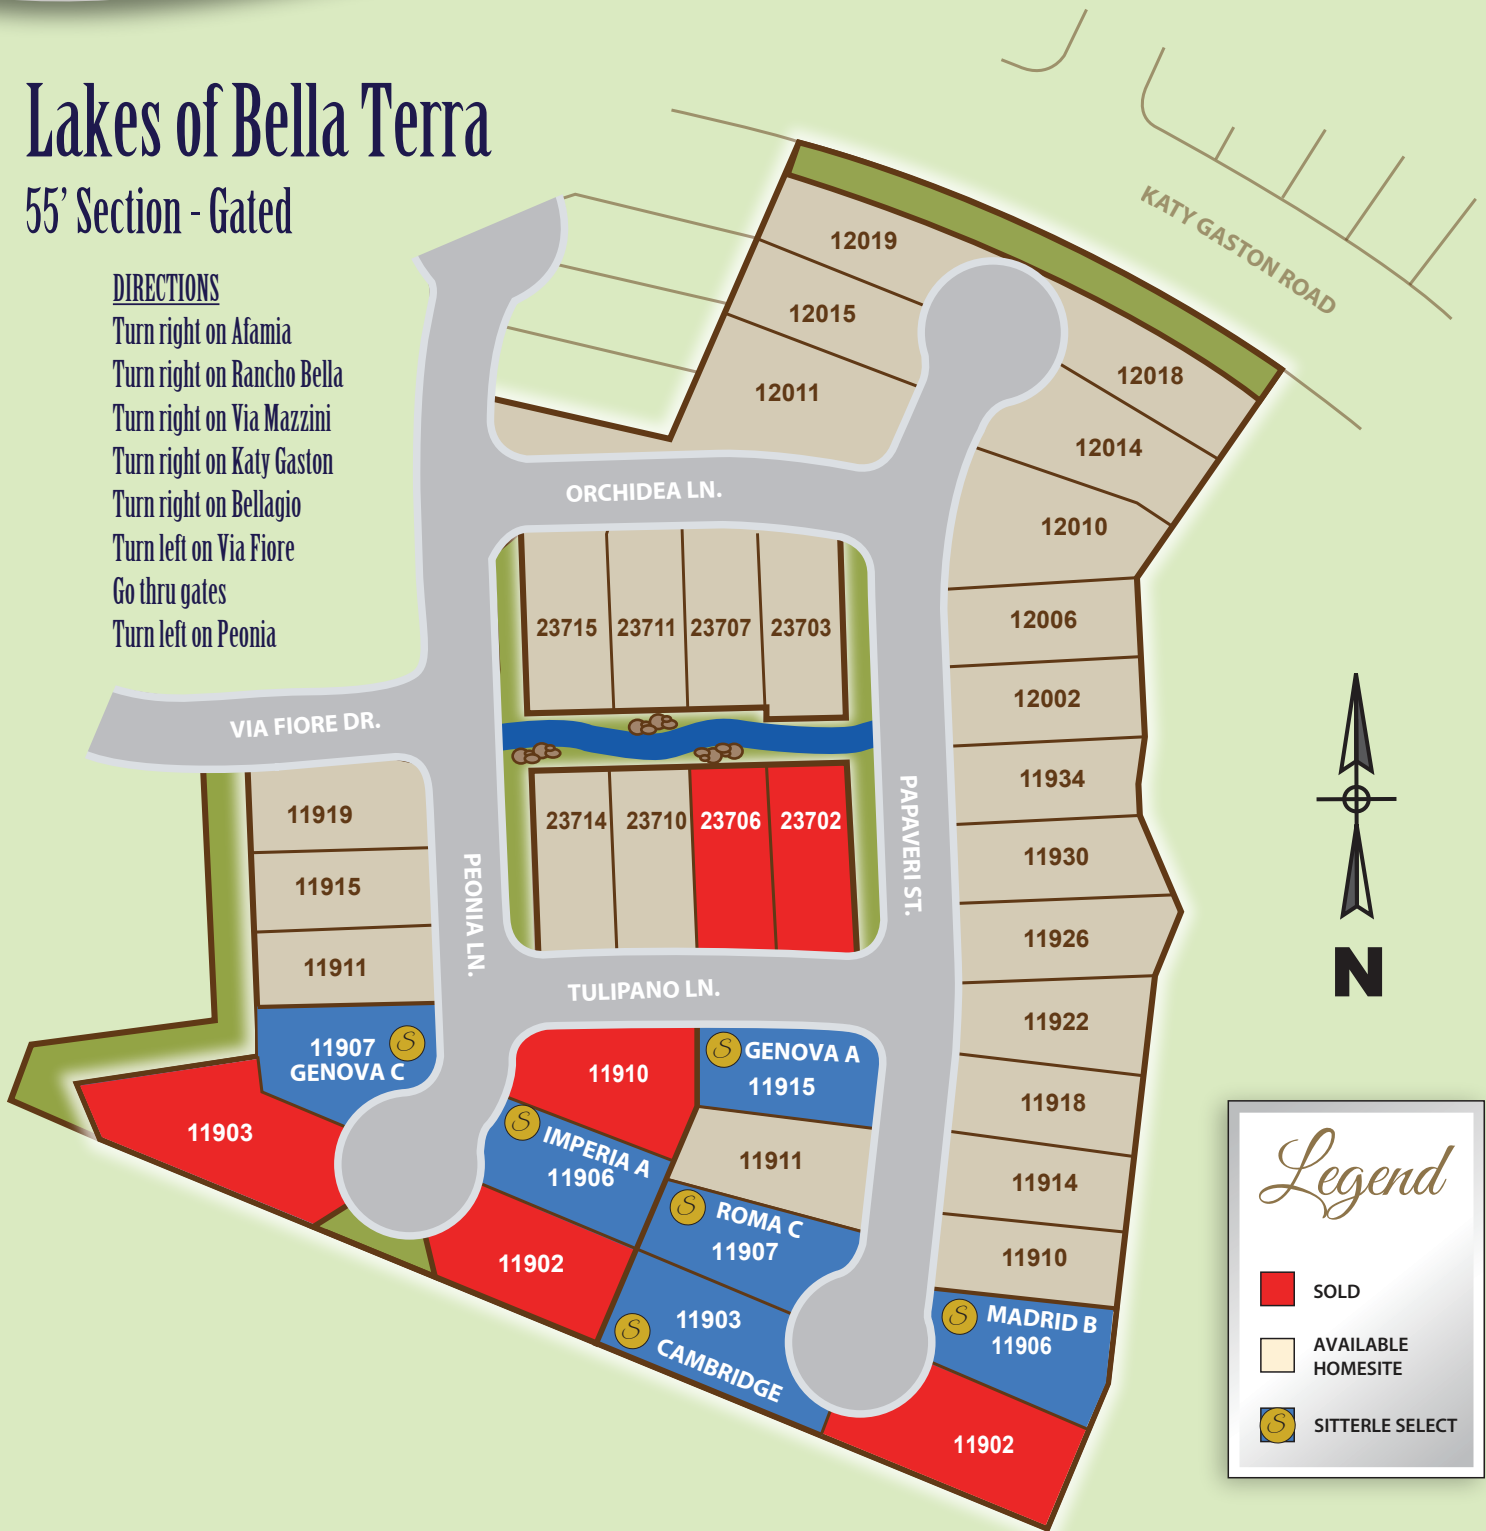 Lakes of Bella Terra
55' Section - Gated
DIRECTIONS
Turn right on Afamia
Turn right on Rancho Bella
Turn right on Via Mazzini
Turn right on Katy Gaston
Turn right on Bellagio
Turn left on Via Fiore
Go thru gates
Turn left on Peonia
KATY GASTON ROAD
12019
12015
12011
12018
12014
12010
ORCHIDEA LN.
23715
23711
23707
23703
12006
12002
11934
11930
11926
11922
11918
11914
11910
VIA FIORE DR.
PEONIA LN.
PAPAVERI ST.
23714
23710
23706
23702
TULIPANO LN.
11919
11915
11911
11907
S
GENOVA C
11903
11910
S
IMPERIA A
11906
11902
S
GENOVA A
11915
11911
S
ROMA C
11907
11903
S
CAMBRIDGE
S
MADRID B
11906
11902
N
Legend
SOLD
AVAILABLE
HOMESITE
S
SITTERLE SELECT